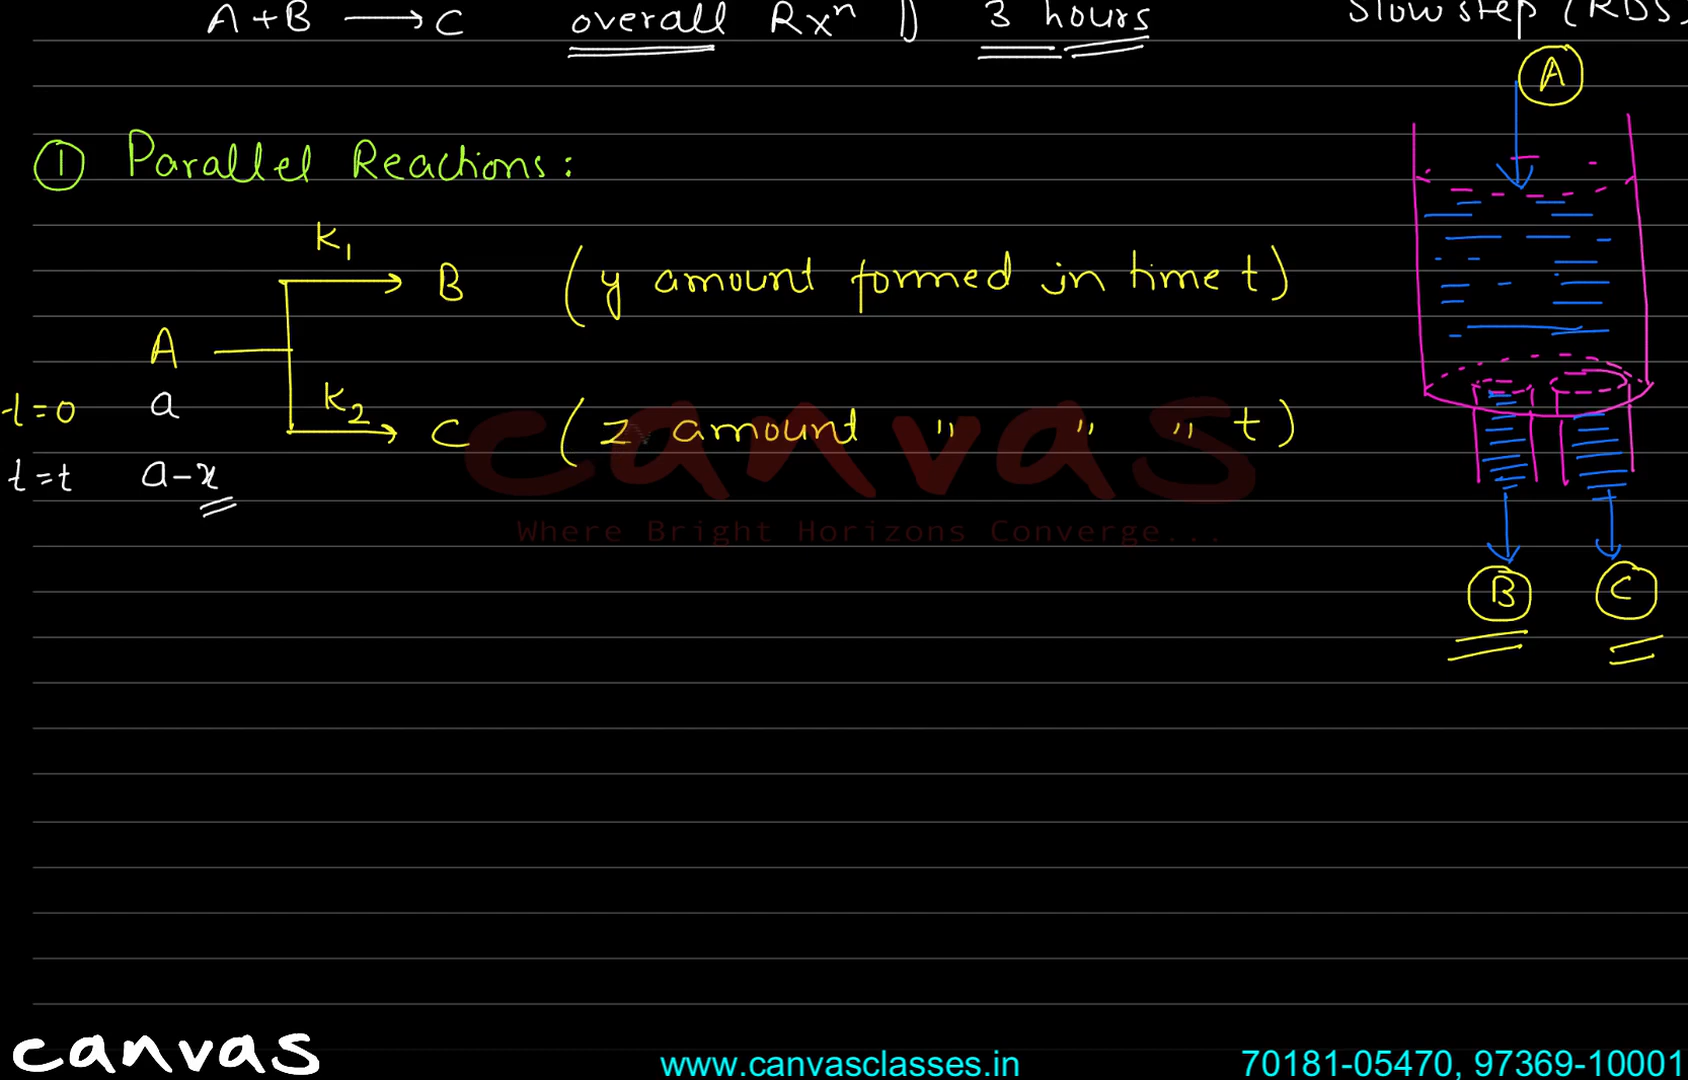 A + B ⟶ C overall Rxⁿ ) 3 hours Slow step (RDS)
A
① Parallel Reactions:
K₁
B (y amount formed in time t)
A
t=0 a K₂
C (z amount " " " t)
t=t a-x
canvas
Where Bright Horizons Converge...
B C
canvas www.canvasclasses.in 70181-05470, 97369-10001